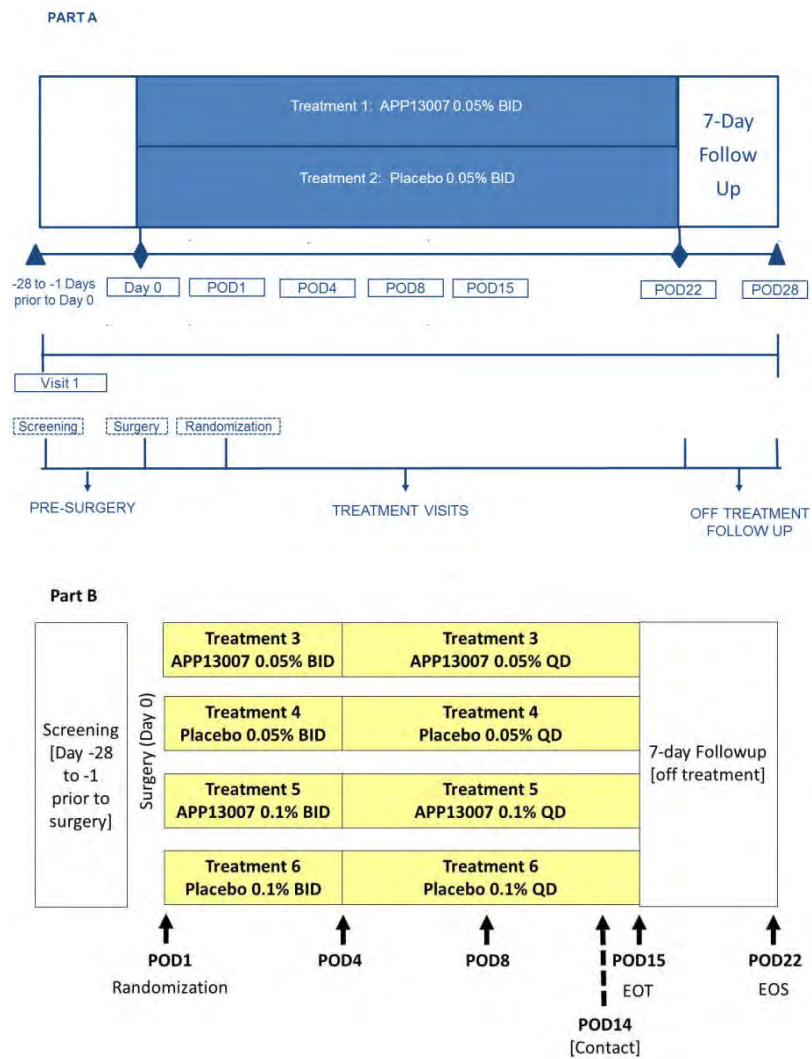 PART A
Treatment 1: APP13007 0.05% BID
Treatment 2: Placebo 0.05% BID
7-Day
Follow
Up
-28 to -1 Days
prior to Day 0
Day 0
POD1
POD4
POD8
POD15
POD22
POD28
Visit 1
Screening
Surgery
Randomization
PRE-SURGERY
TREATMENT VISITS
OFF TREATMENT
FOLLOW UP
Part B
Screening
[Day -28
to -1
prior to
surgery]
Surgery (Day 0)
Treatment 3
APP13007 0.05% BID
Treatment 3
APP13007 0.05% QD
Treatment 4
Placebo 0.05% BID
Treatment 4
Placebo 0.05% QD
Treatment 5
APP13007 0.1% BID
Treatment 5
APP13007 0.1% QD
Treatment 6
Placebo 0.1% BID
Treatment 6
Placebo 0.1% QD
7-day Followup
[off treatment]
POD1
Randomization
POD4
POD8
POD15
EOT
POD22
EOS
POD14
[Contact]